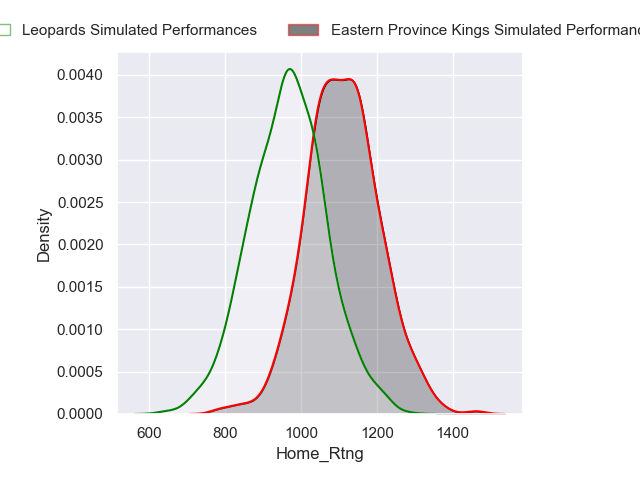 Leopards Simulated Performances
Eastern Province Kings Simulated
0.0040
0.0035
0.0030
0.0025
0.0020
0.0015
0.0010
0.0005
0.0000
Density
600 800 1000 1200 1400
Home_Rtng